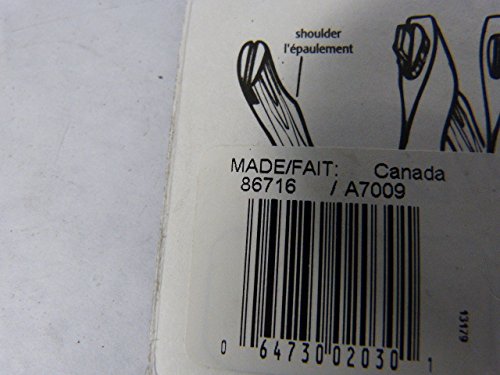 shoulder
l'épaulement
MADE/FAIT: Canada
86716 / A7009
13179
0 64730 02030 1